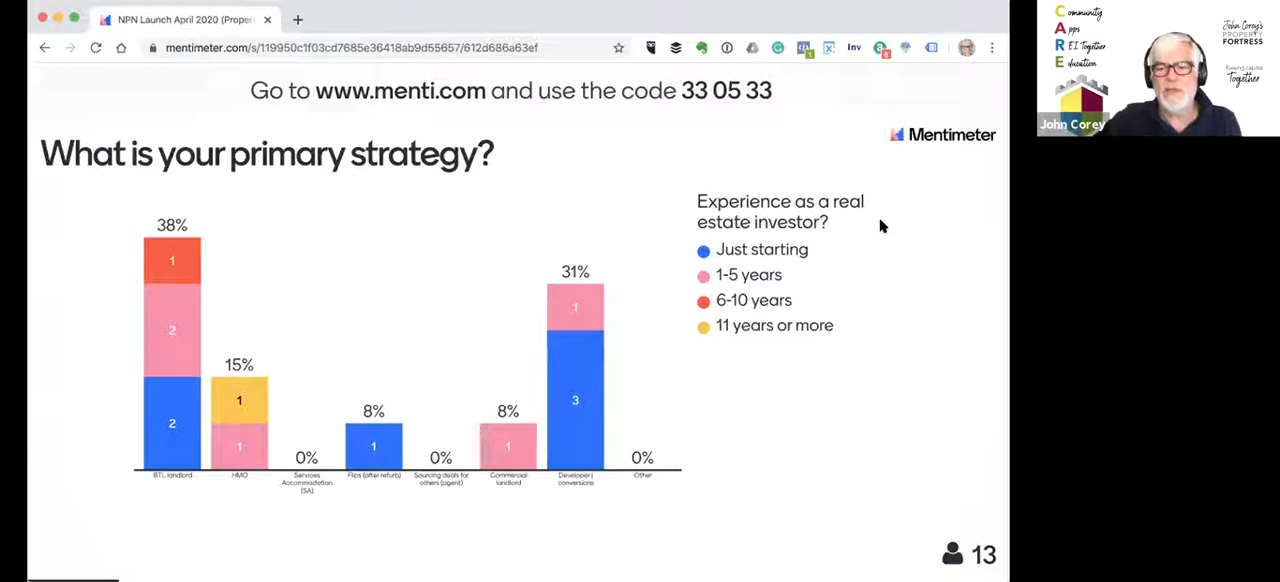 NPN Launch April 2020 (Proper
mentimeter.com/s/119950c1f03cd7685e36418ab9d55657/612d686a63ef
Inv
Go to www.menti.com and use the code 33 05 33
Mentimeter
What is your primary strategy?
Experience as a real
estate investor?
Just starting
1-5 years
6-10 years
11 years or more
38%
1
2
2
15%
1
1
0%
8%
1
0%
8%
1
31%
1
3
0%
BTL landlord
HMO
Services
Accommodation
(SA)
Flips (after refurb)
Sourcing deals for
others (agent)
Commercial
landlord
Developer |
conversions
Other
13
Community
Apps
R.E.I. Together
Education
John Corey's
PROPERTY
FORTRESS
Raising capital
Together
John Corey